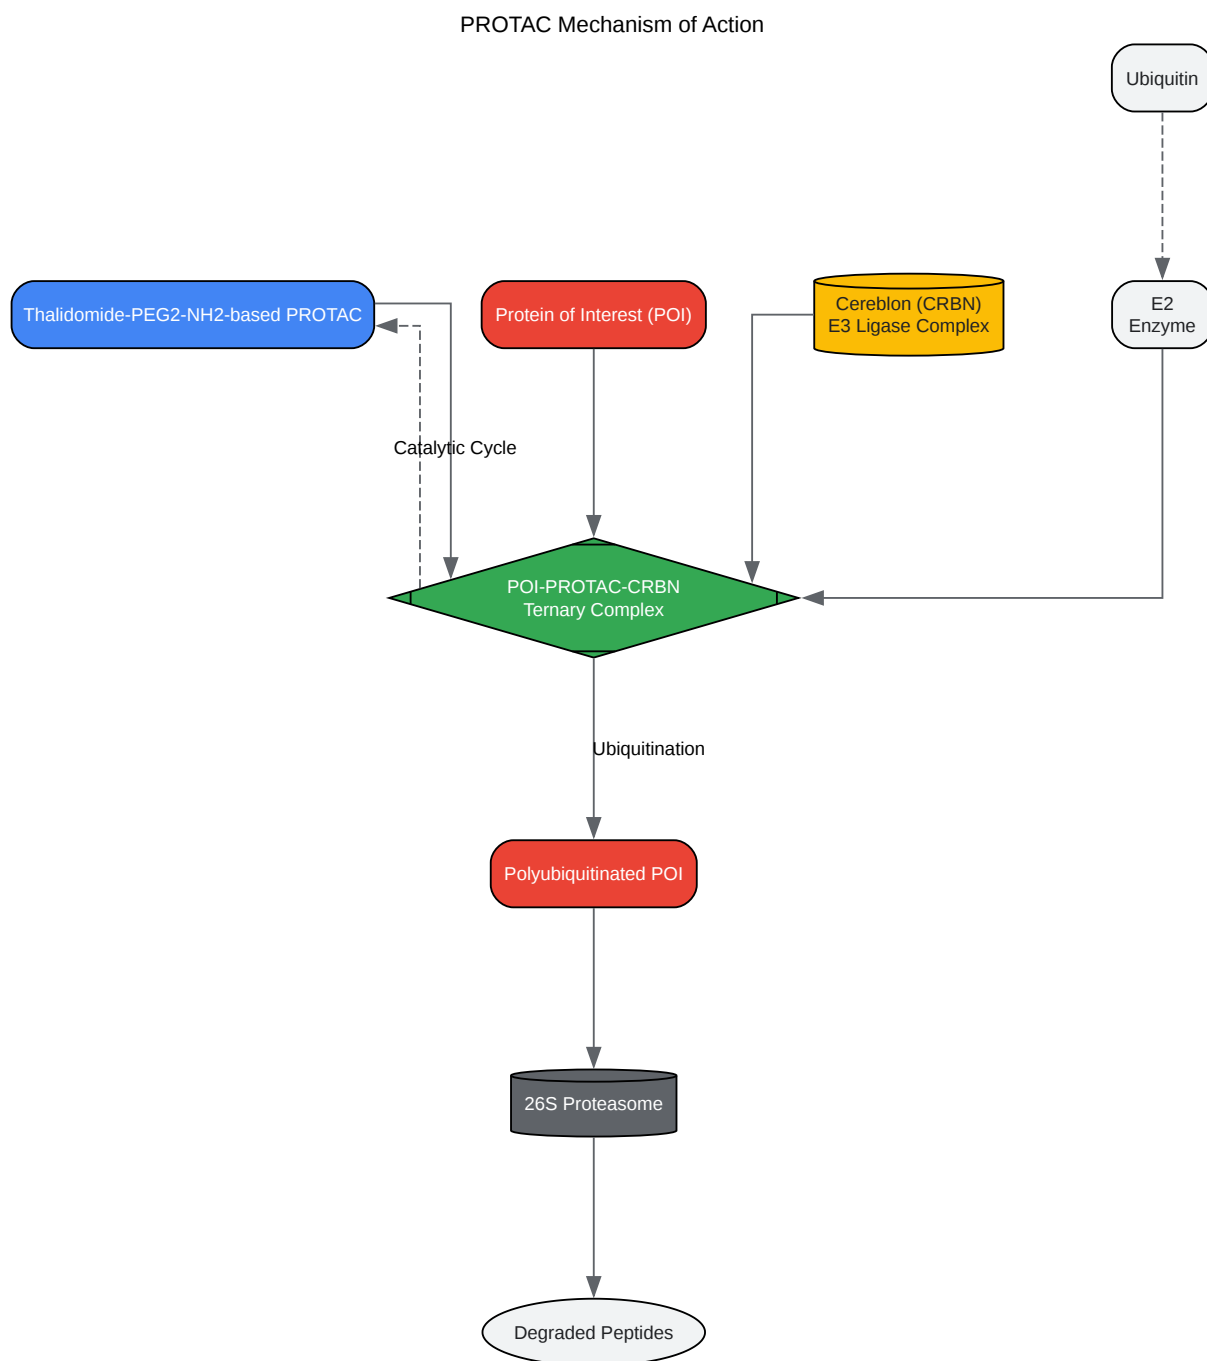 PROTAC Mechanism of Action
Ubiquitin
Thalidomide-PEG2-NH2-based PROTAC
Protein of Interest (POI)
Cereblon (CRBN)
E3 Ligase Complex
E2
Enzyme
Catalytic Cycle
POI-PROTAC-CRBN
Ternary Complex
Ubiquitination
Polyubiquitinated POI
26S Proteasome
Degraded Peptides